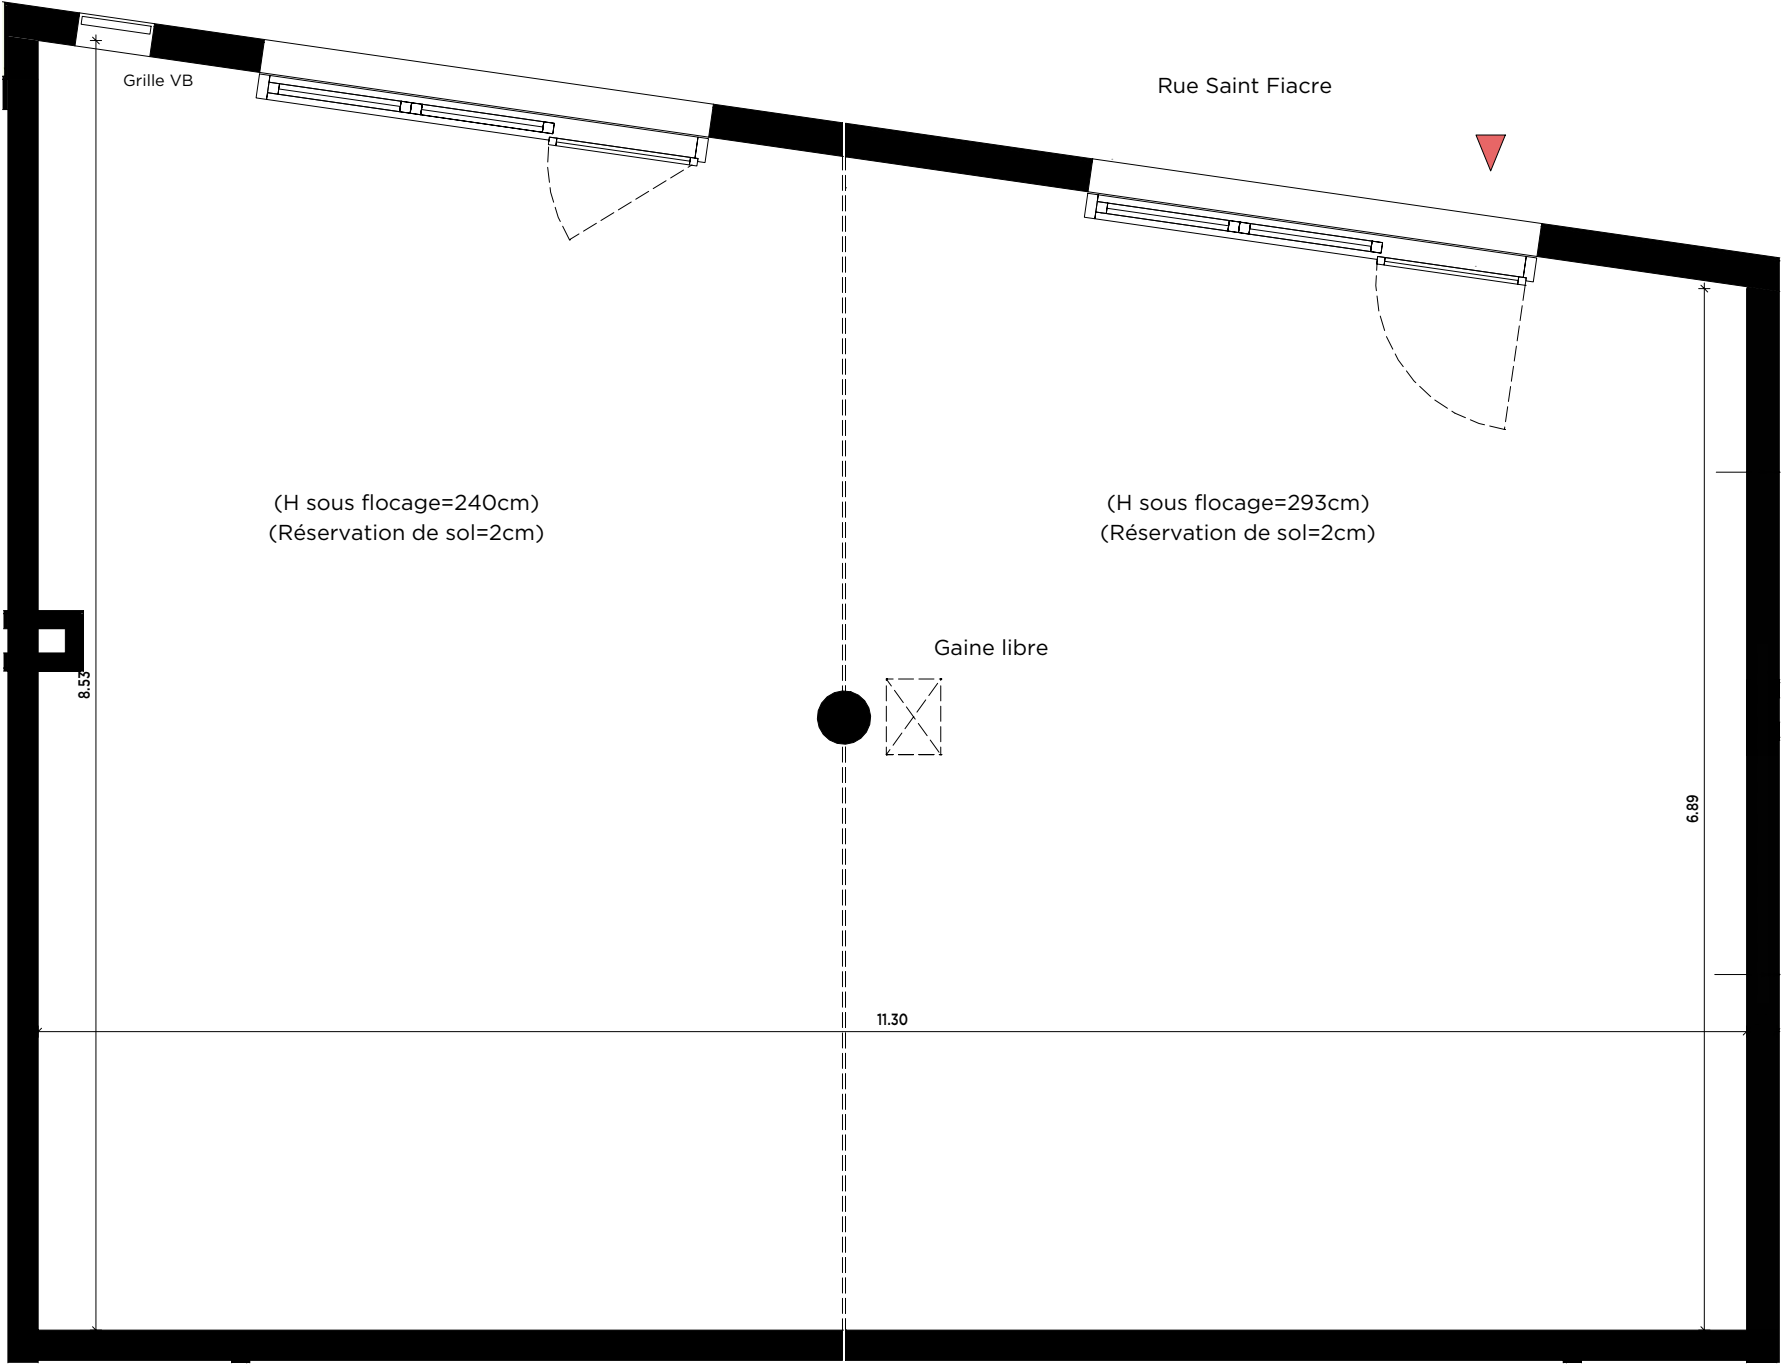 Grille VB
Rue Saint Fiacre
(H sous flocage=240cm)
(Réservation de sol=2cm)
(H sous flocage=293cm)
(Réservation de sol=2cm)
Gaine libre
8.53
6.89
11.30